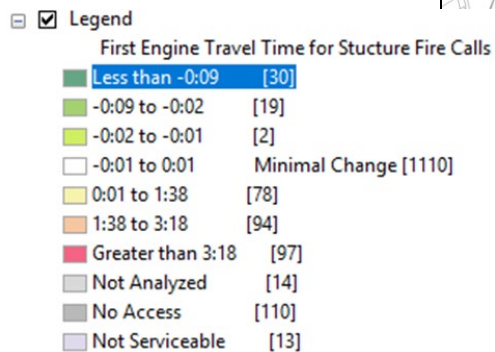 Legend
First Engine Travel Time for Stucture Fire Calls
Less than -0:09 [30]
-0:09 to -0:02 [19]
-0:02 to -0:01 [2]
-0:01 to 0:01 Minimal Change [1110]
0:01 to 1:38 [78]
1:38 to 3:18 [94]
Greater than 3:18 [97]
Not Analyzed [14]
No Access [110]
Not Serviceable [13]